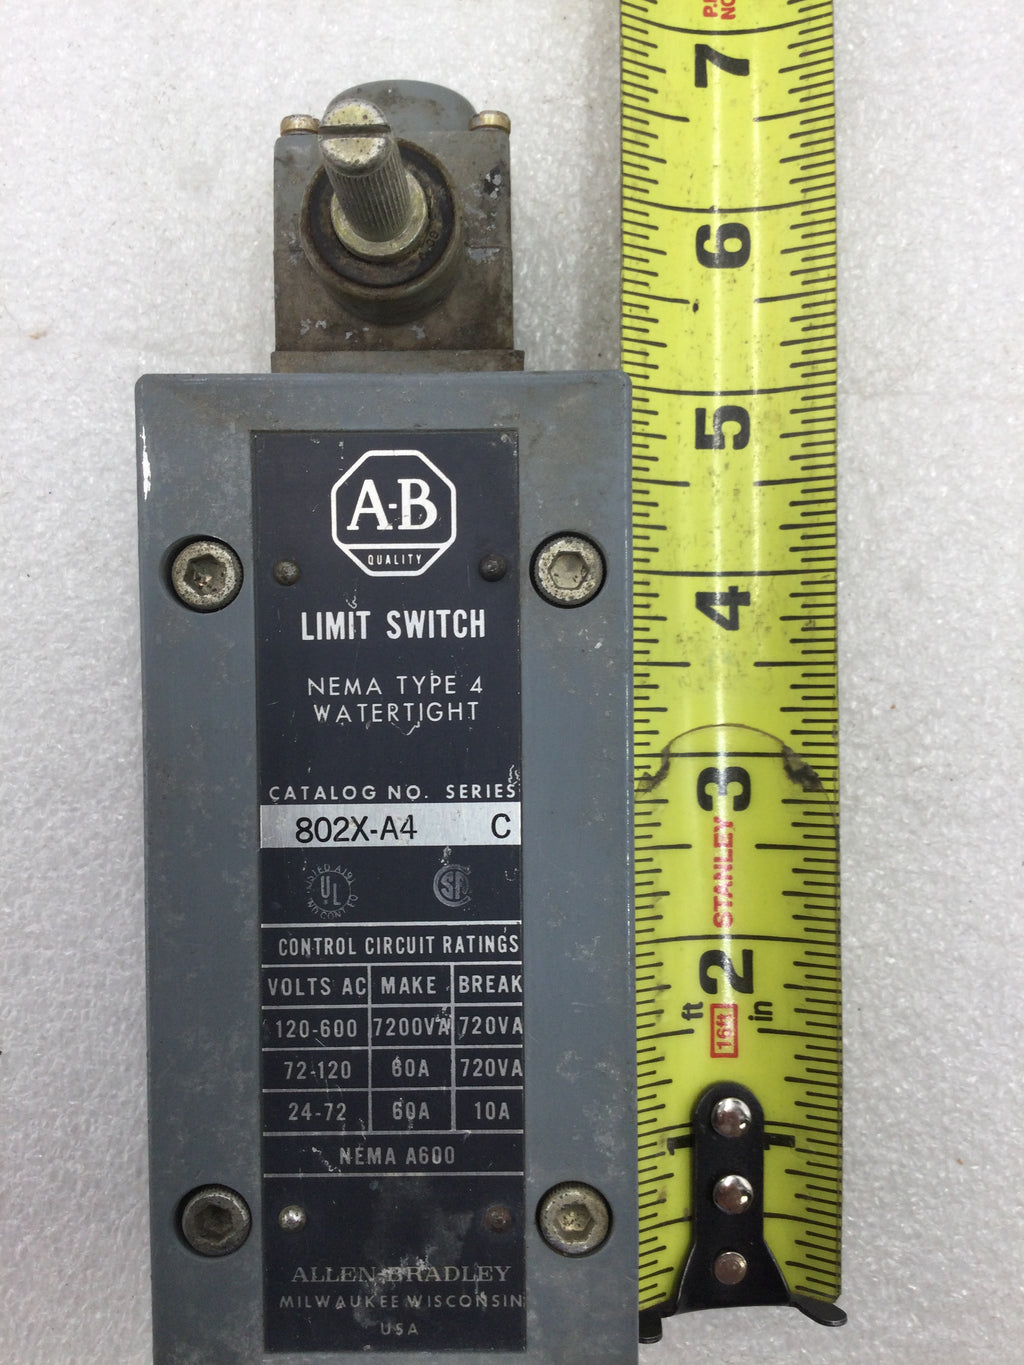 A-B
QUALITY
LIMIT SWITCH
NEMA TYPE 4
WATERTIGHT
CATALOG NO. SERIES
802X-A4 C
UL
CONTROL CIRCUIT RATINGS
VOLTS AC MAKE BREAK
120-600 7200VA 720VA
72-120 60A 720VA
24-72 60A 10A
NEMA A600
ALLEN-BRADLEY
MILWAUKEE WISCONSIN
USA
7
6
5
4
3
STANLEY
2
ft 16ft in
1